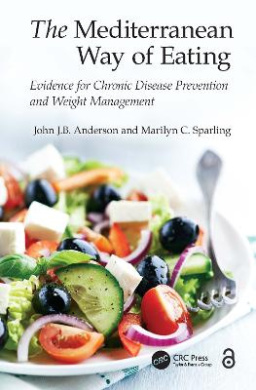 The Mediterranean
Way of Eating
Evidence for Chronic Disease Prevention
and Weight Management
John J.B. Anderson and Marilyn C. Sparling
CRC Press
Taylor & Francis Group